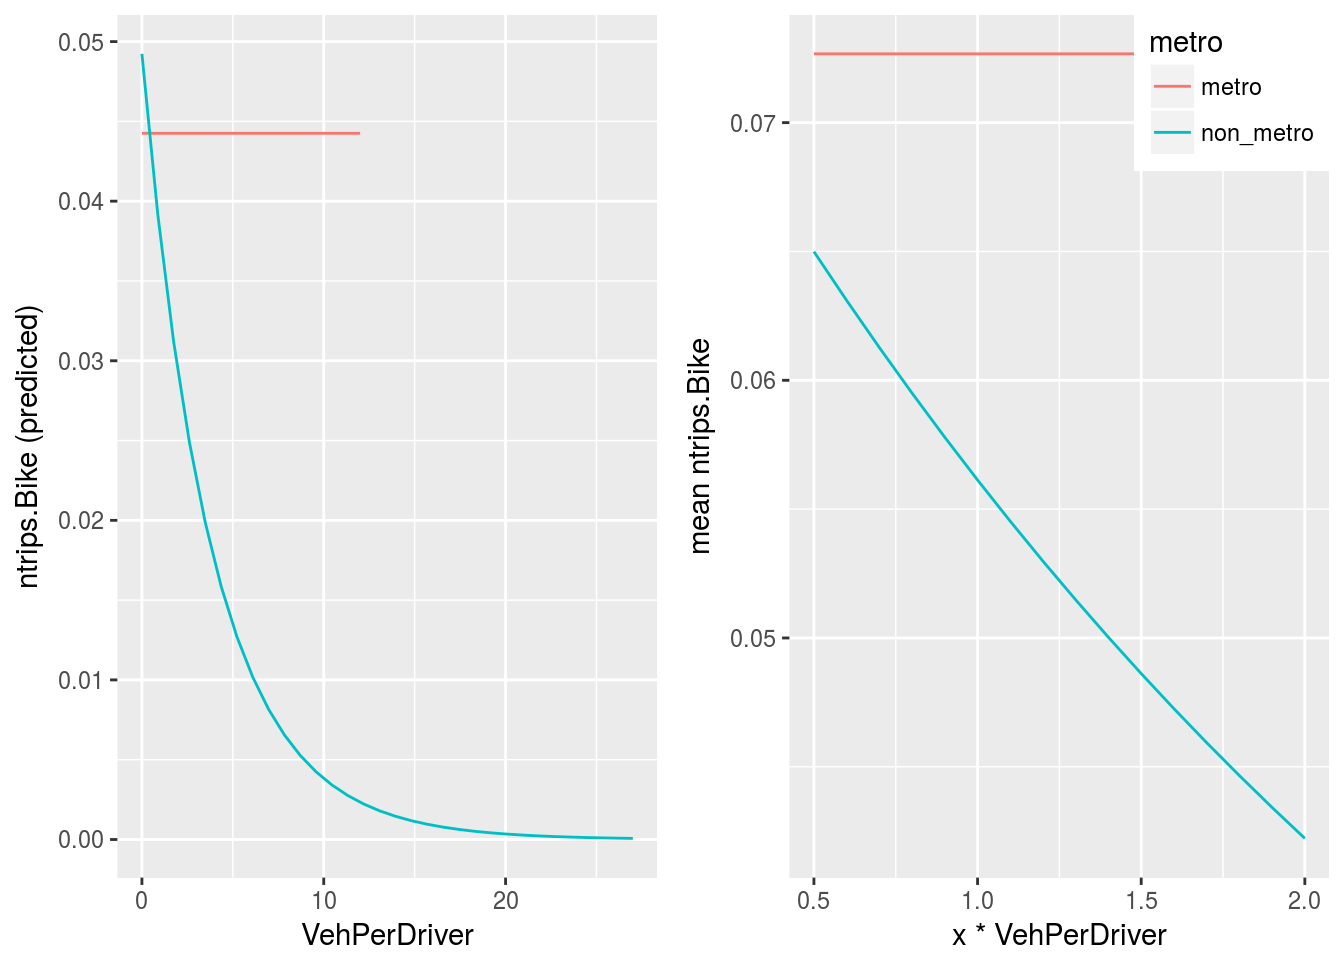 ntrips.Bike (predicted)
0.05
0.04
0.03
0.02
0.01
0.00
0 10 20
VehPerDriver
mean ntrips.Bike
0.07
0.06
0.05
0.5 1.0 1.5 2.0
x * VehPerDriver
metro
metro
non_metro